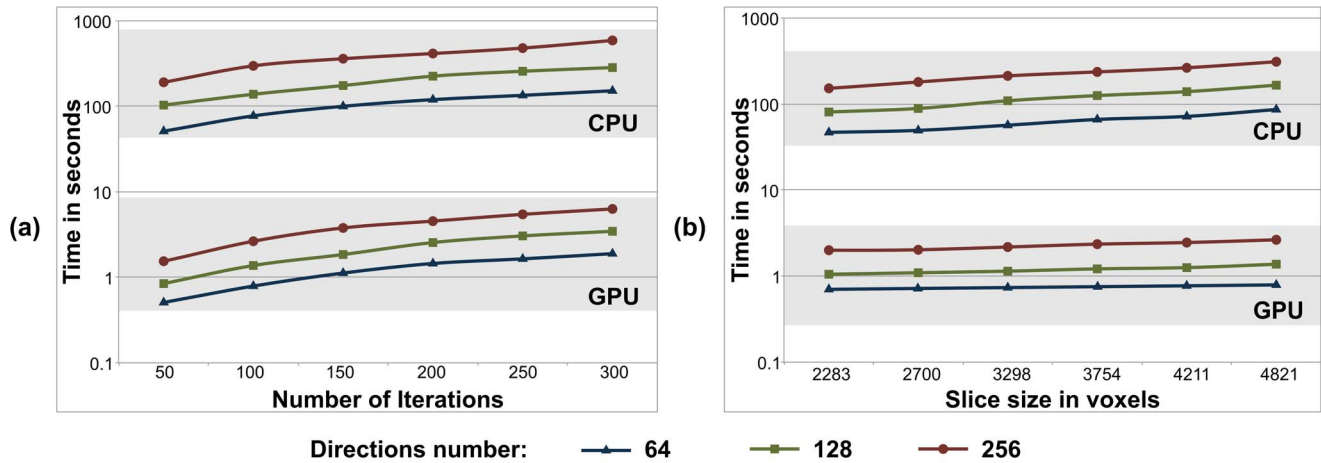 (a)
Time in seconds
1000
100
10
1
0.1
CPU
GPU
50 100 150 200 250 300
Number of Iterations
(b)
Time in seconds
1000
100
10
1
0.1
CPU
GPU
2283 2700 3298 3754 4211 4821
Slice size in voxels
Directions number: 64 128 256